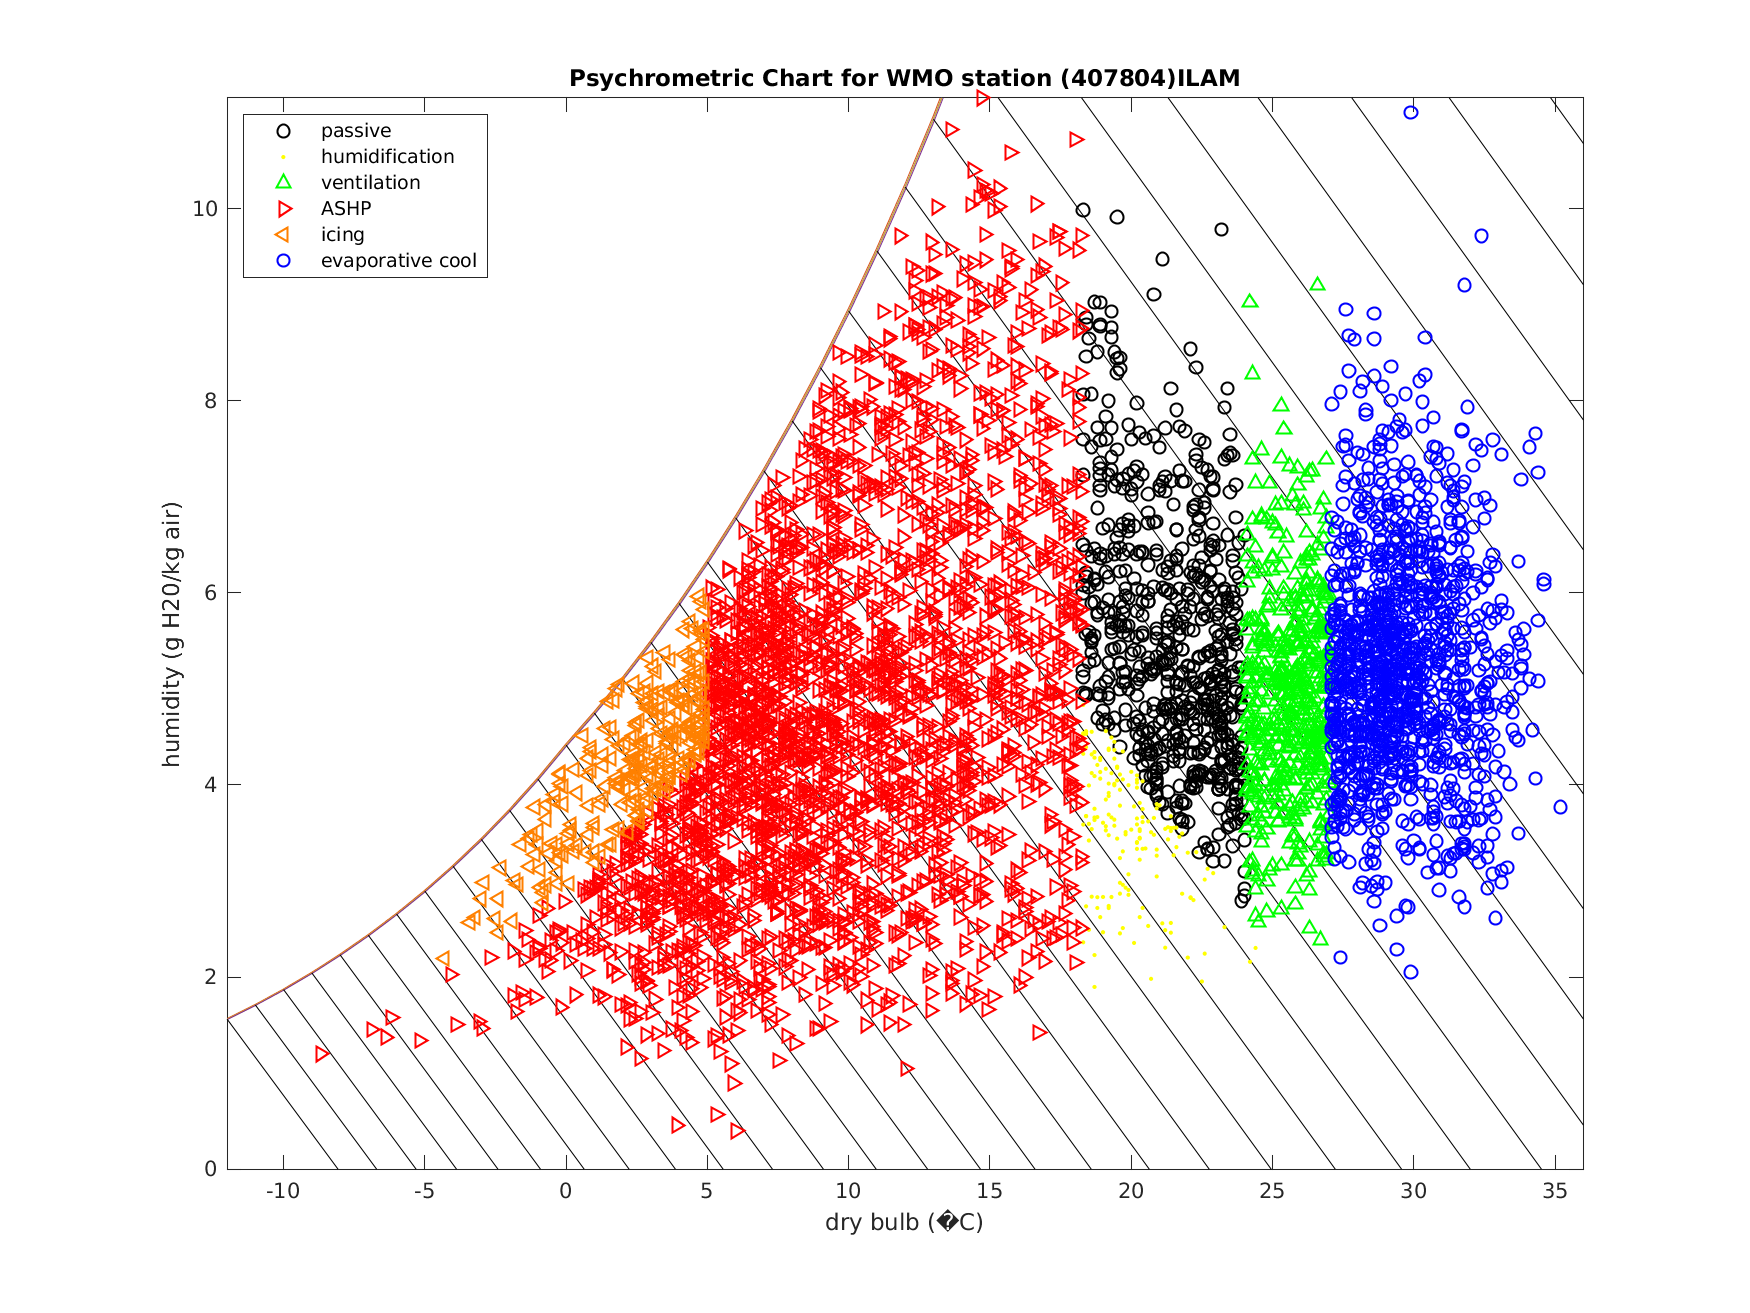 Psychrometric Chart for WMO station (407804)ILAM
passive
humidification
ventilation
ASHP
icing
evaporative cool
humidity (g H20/kg air)
10
8
6
4
2
0
-10 -5 0 5 10 15 20 25 30 35
dry bulb (�C)